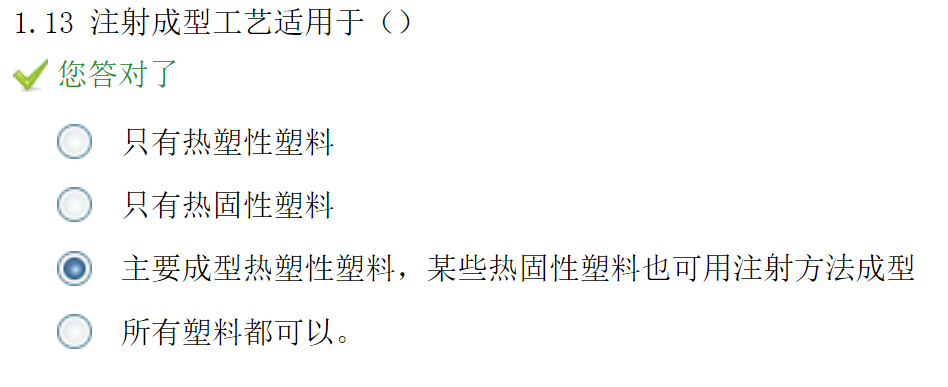 1.13 注射成型工艺适用于（）
您答对了
只有热塑性塑料
只有热固性塑料
主要成型热塑性塑料，某些热固性塑料也可用注射方法成型
所有塑料都可以。